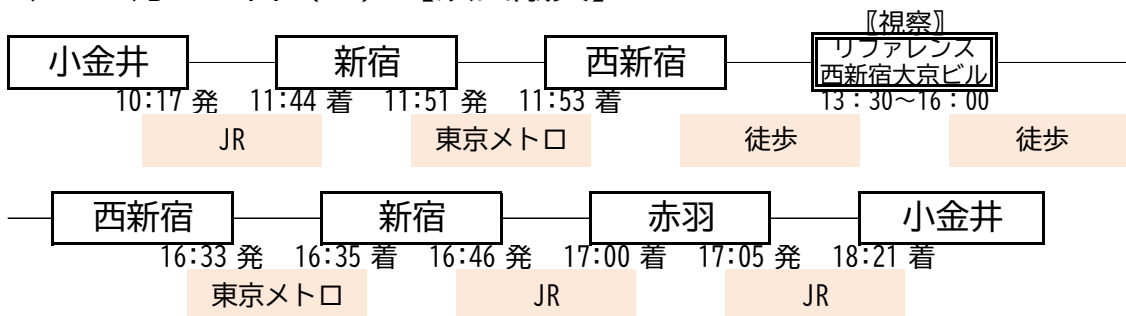 〖視察〗
小金井 新宿 西新宿 リファレンス
西新宿大京ビル
10:17 発 11:44 着 11:51 発 11:53 着 13：30～16：00
JR 東京メトロ 徒歩 徒歩
西新宿 新宿 赤羽 小金井
16:33 発 16:35 着 16:46 発 17:00 着 17:05 発 18:21 着
東京メトロ JR JR